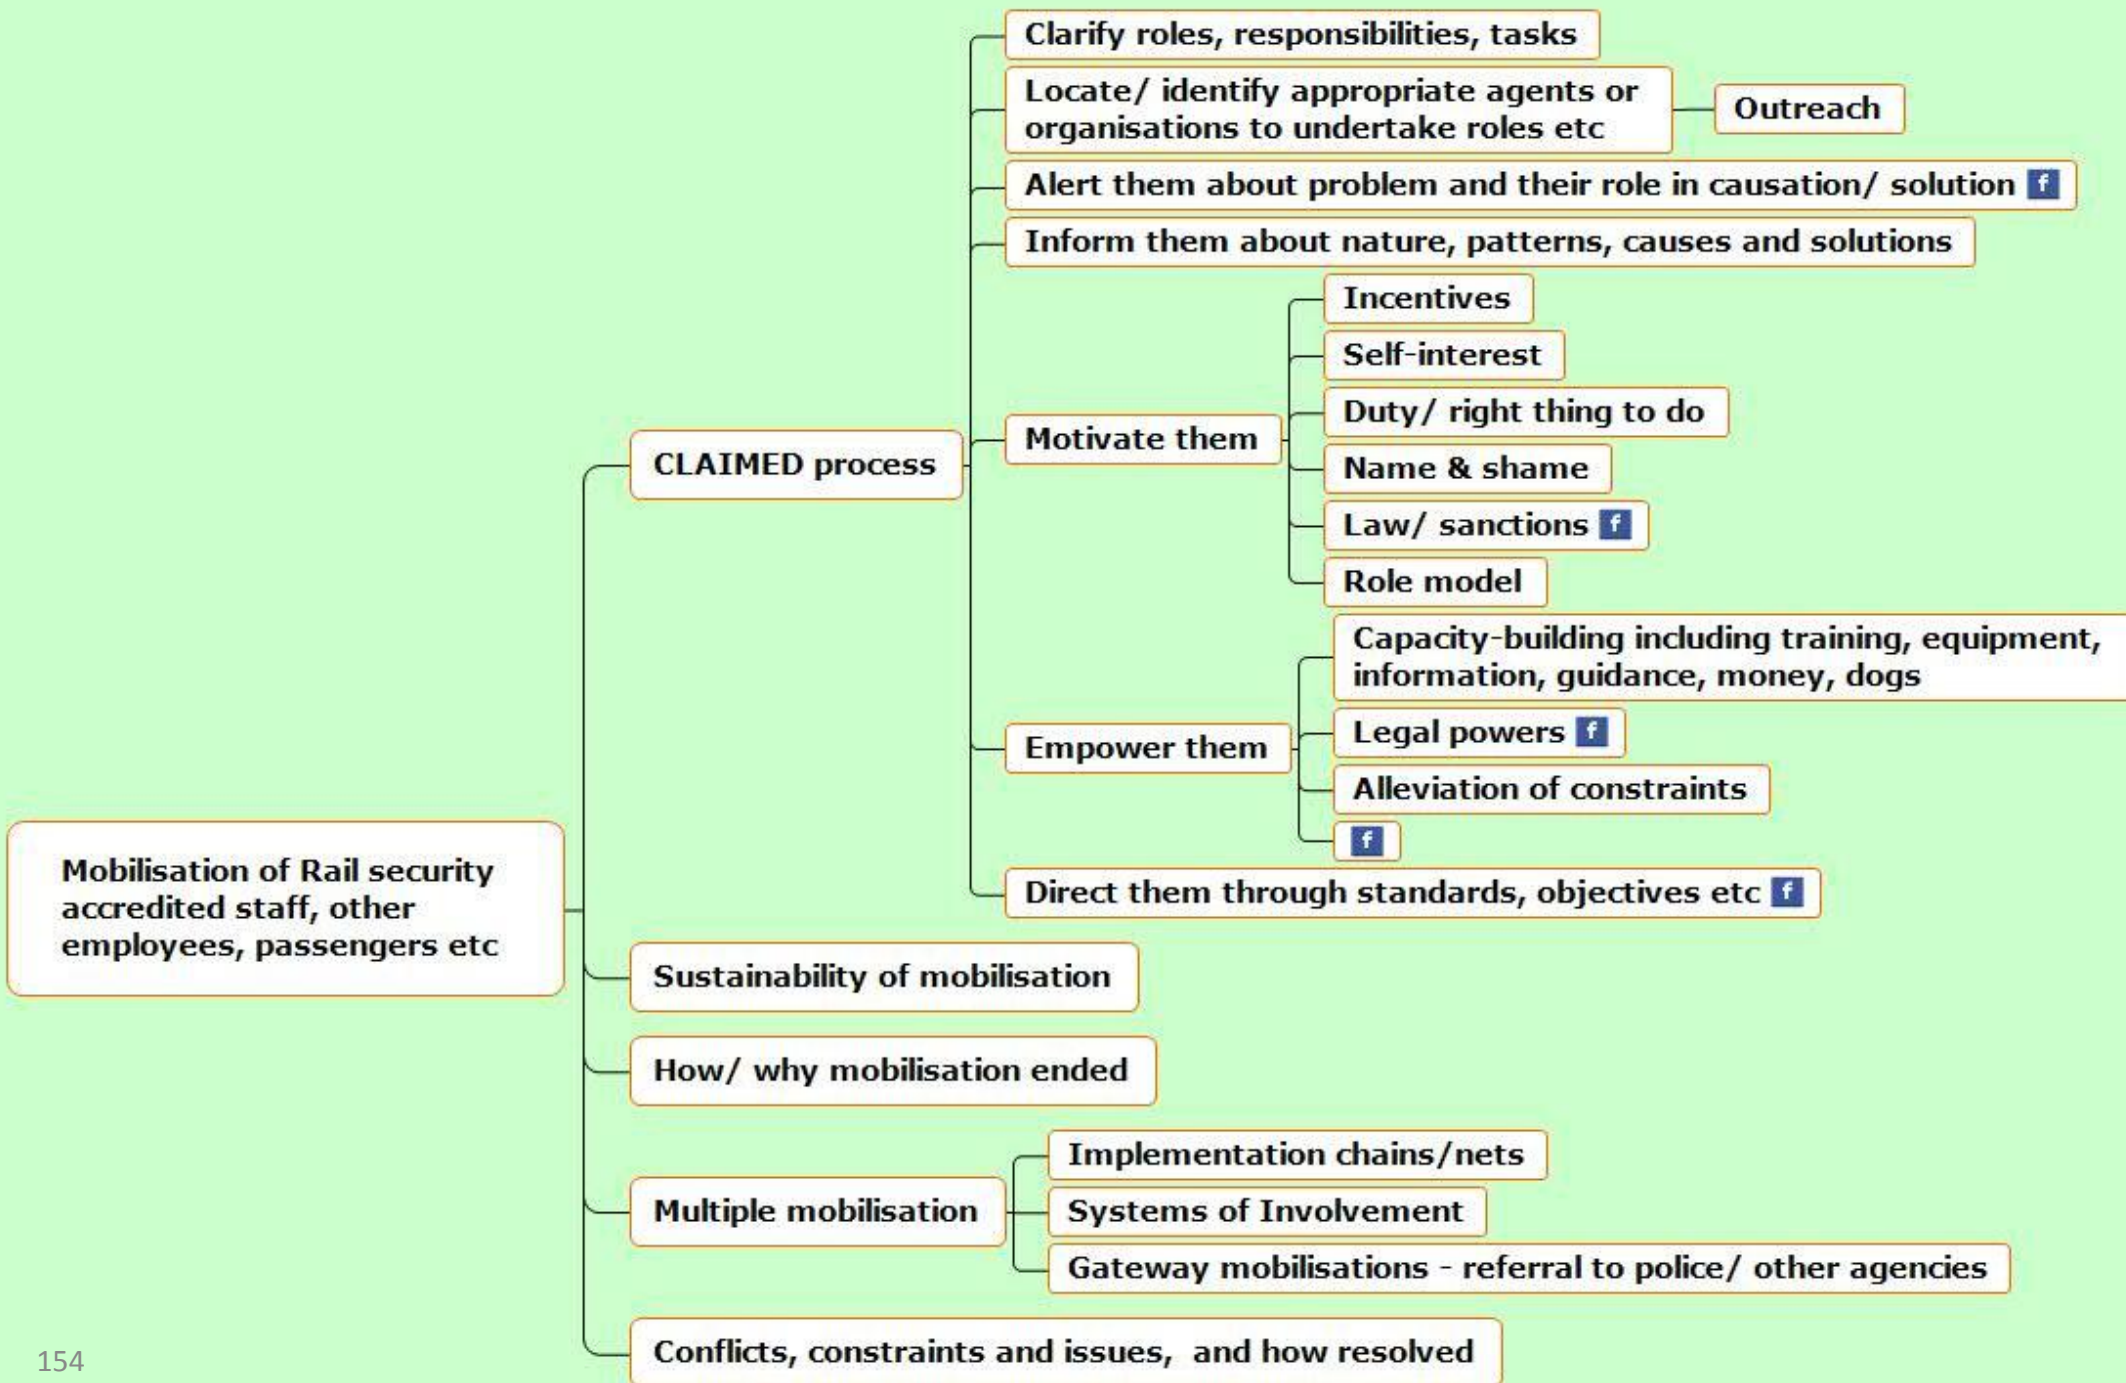 Clarify roles, responsibilities, tasks
Locate/ identify appropriate agents or
organisations to undertake roles etc
Outreach
Alert them about problem and their role in causation/ solution f
Inform them about nature, patterns, causes and solutions
Incentives
Self-interest
Duty/ right thing to do
Motivate them
Name & shame
CLAIMED process
Law/ sanctions f
Role model
Capacity-building including training, equipment,
information, guidance, money, dogs
Legal powers f
Empower them
Alleviation of constraints
f
Direct them through standards, objectives etc f
Mobilisation of Rail security
accredited staff, other
employees, passengers etc
Sustainability of mobilisation
How/ why mobilisation ended
Implementation chains/nets
Multiple mobilisation
Systems of Involvement
Gateway mobilisations - referral to police/ other agencies
Conflicts, constraints and issues,  and how resolved
154